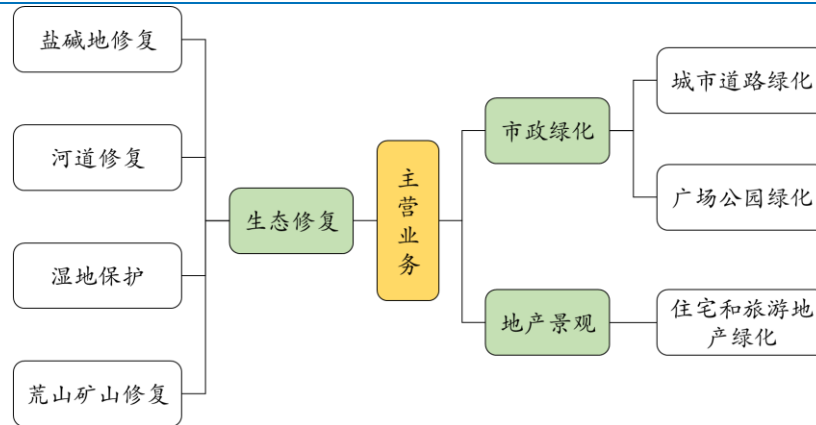 盐碱地修复
河道修复
湿地保护
荒山矿山修复
生态修复
主
营
业
务
市政绿化
地产景观
城市道路绿化
广场公园绿化
住宅和旅游地
产绿化